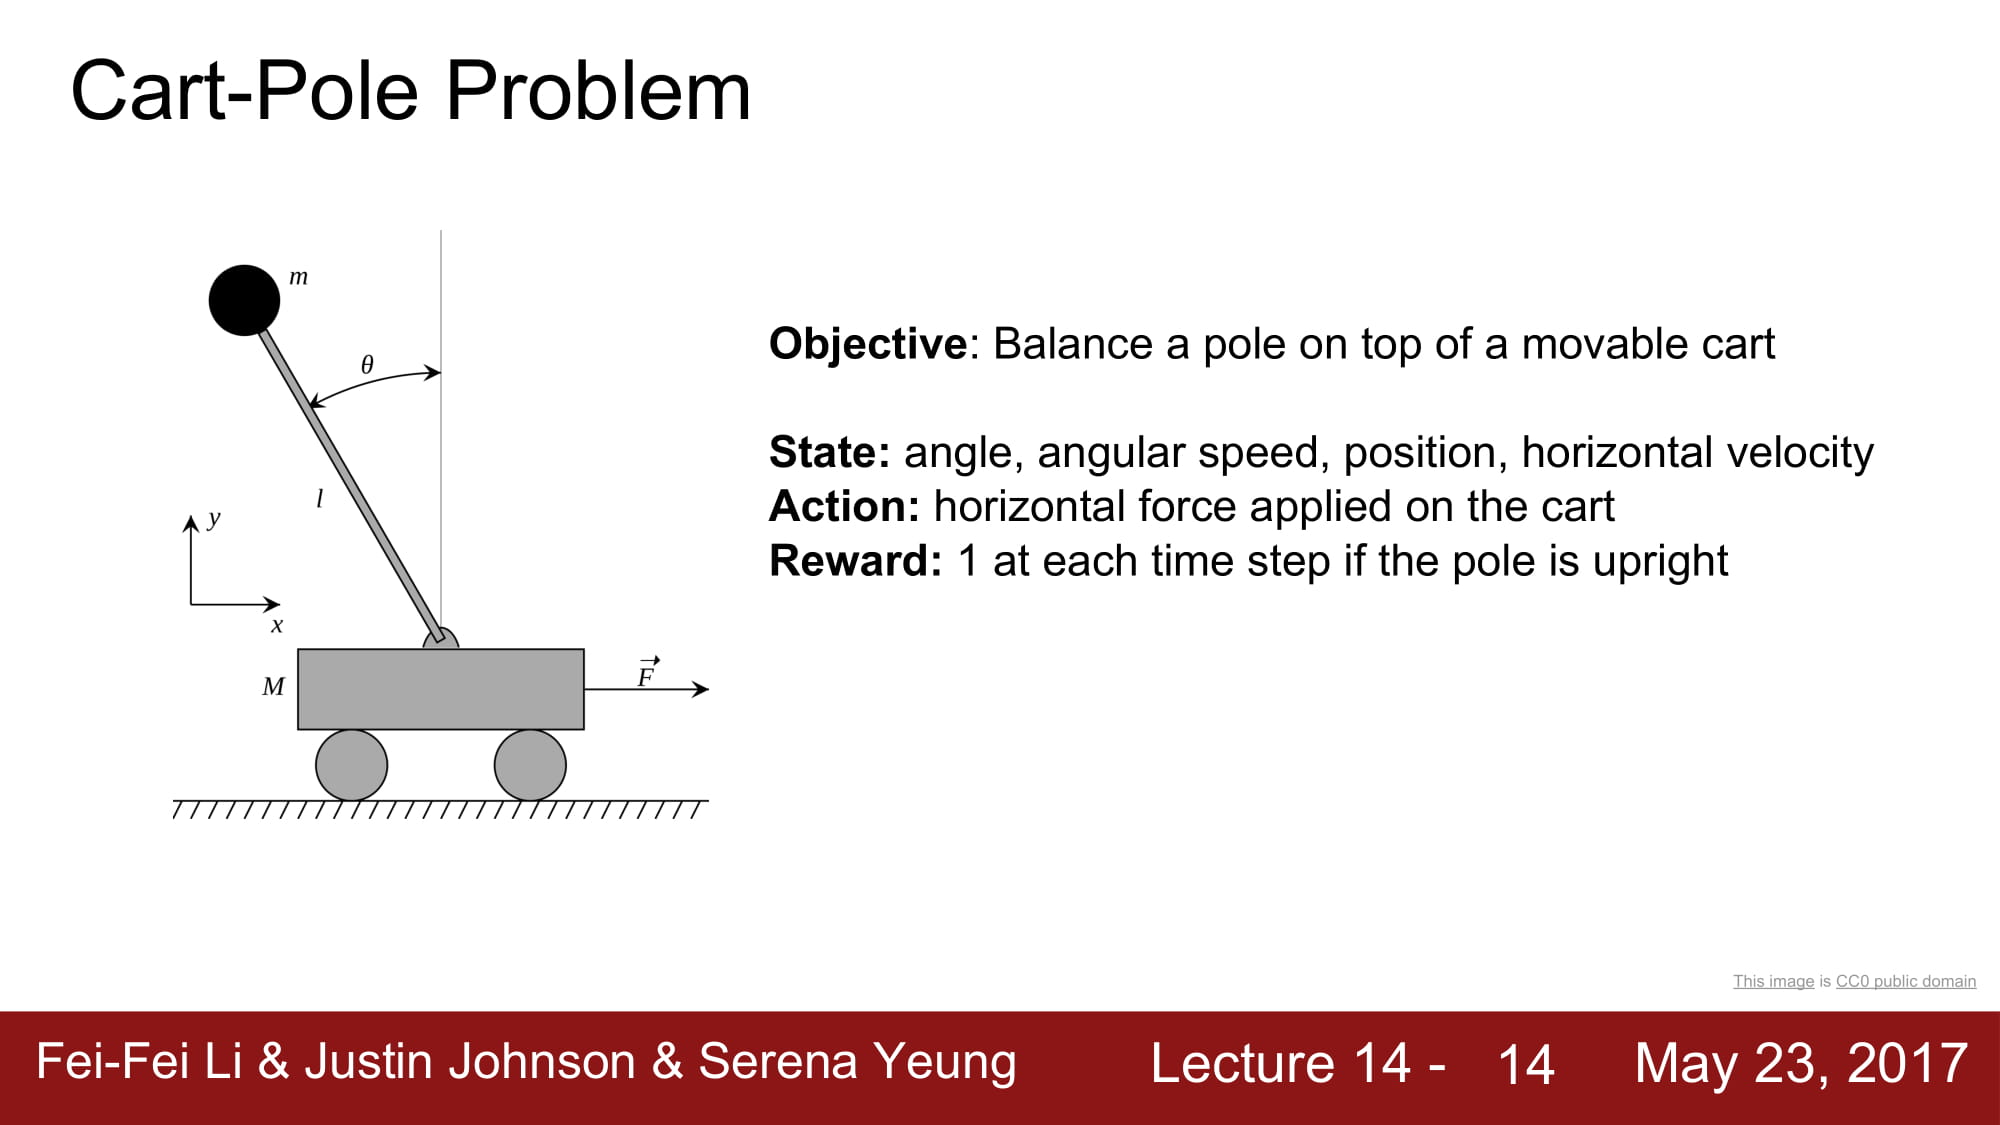 Cart-Pole Problem
m
θ
l
y
x
M
F
Objective: Balance a pole on top of a movable cart
State: angle, angular speed, position, horizontal velocity
Action: horizontal force applied on the cart
Reward: 1 at each time step if the pole is upright
This image is CC0 public domain
Fei-Fei Li & Justin Johnson & Serena Yeung
Lecture 14 - 14
May 23, 2017